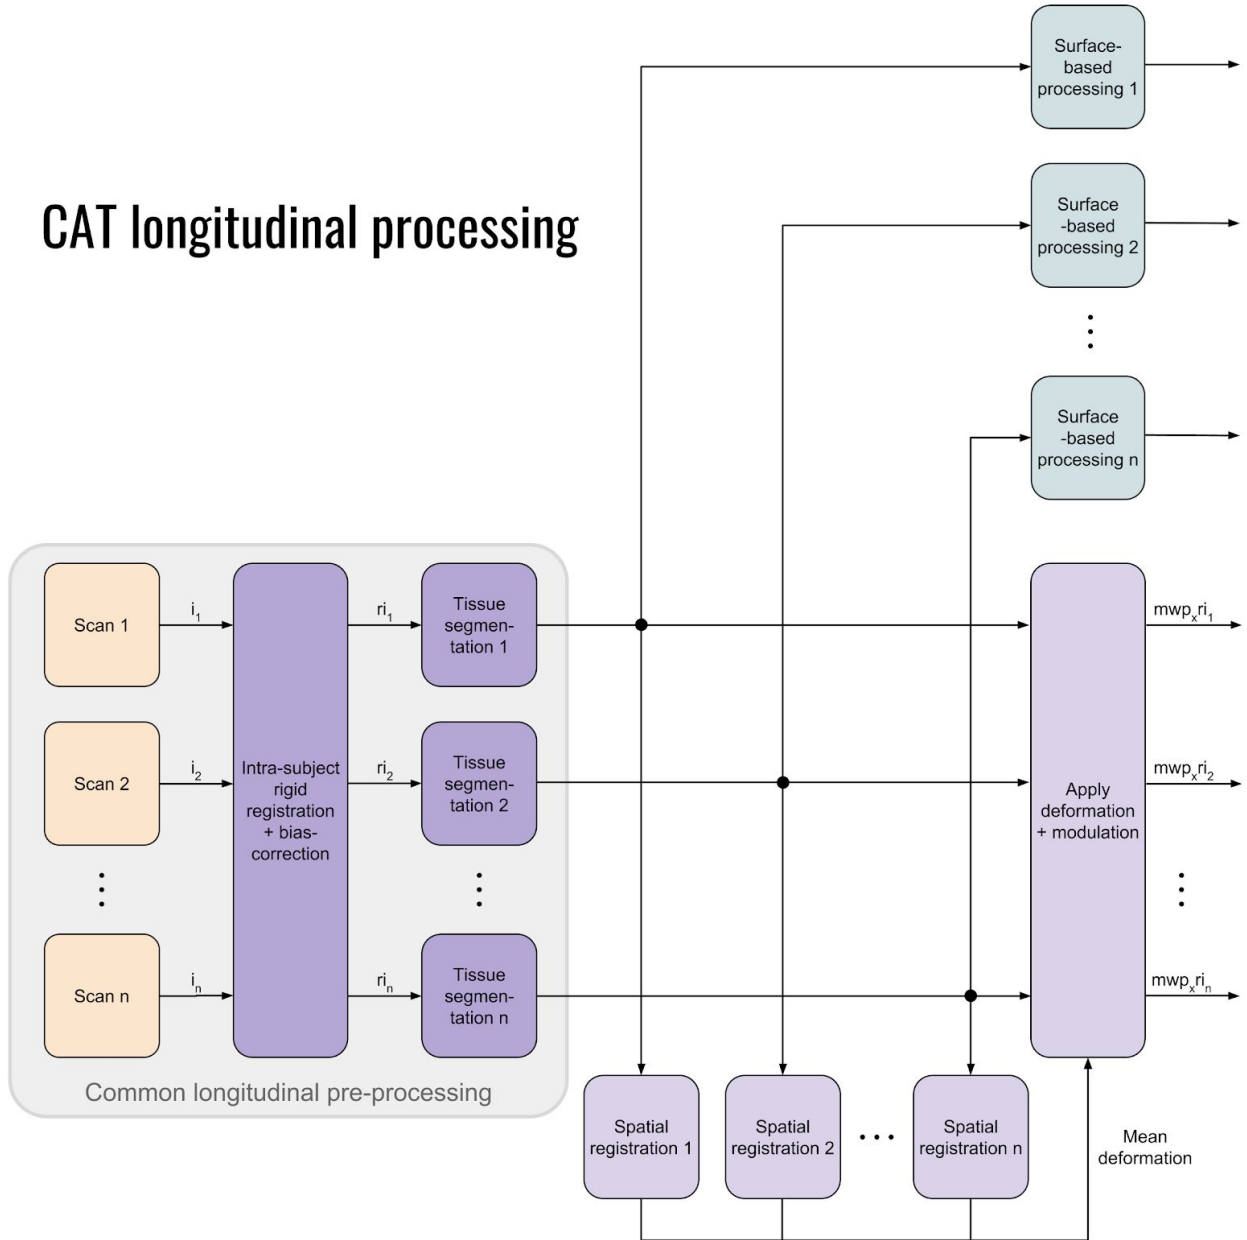 Surface-
based
processing 1
CAT longitudinal processing
Surface
-based
processing 2
Surface
-based
processing n
Scan 1
i₁
ri₁
Tissue
segmen-
tation 1
mwpₓri₁
Scan 2
i₂
Intra-subject
rigid
registration
+ bias-
correction
ri₂
Tissue
segmen-
tation 2
Apply
deformation
+ modulation
mwpₓri₂
Scan n
iₙ
riₙ
Tissue
segmen-
tation n
mwpₓriₙ
Common longitudinal pre-processing
Spatial
registration 1
Spatial
registration 2
Spatial
registration n
Mean
deformation